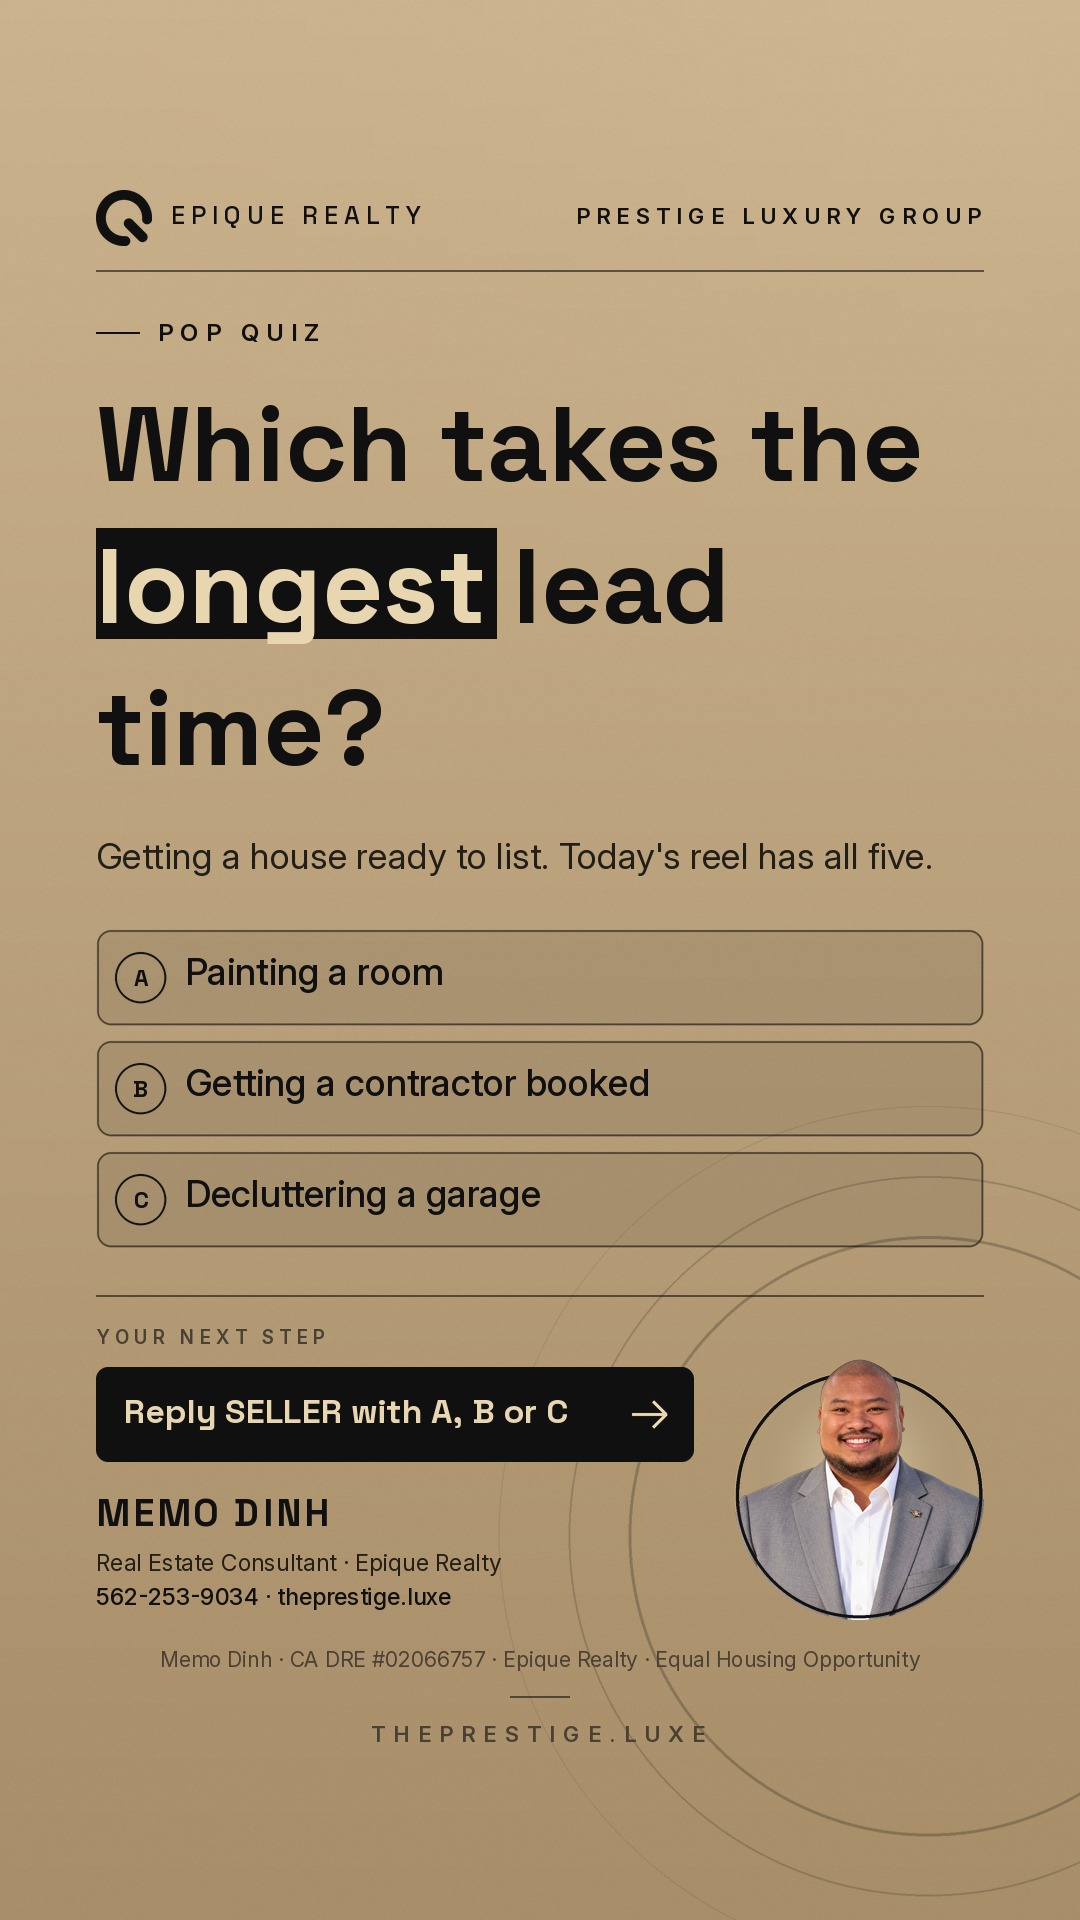 EPIQUE REALTY
PRESTIGE LUXURY GROUP
POP QUIZ
Which takes the
longest lead
time?
Getting a house ready to list. Today's reel has all five.
A Painting a room
B Getting a contractor booked
C Decluttering a garage
YOUR NEXT STEP
Reply SELLER with A, B or C →
MEMO DINH
Real Estate Consultant · Epique Realty
562-253-9034 · theprestige.luxe
Memo Dinh · CA DRE #02066757 · Epique Realty · Equal Housing Opportunity
THEPRESTIGE.LUXE